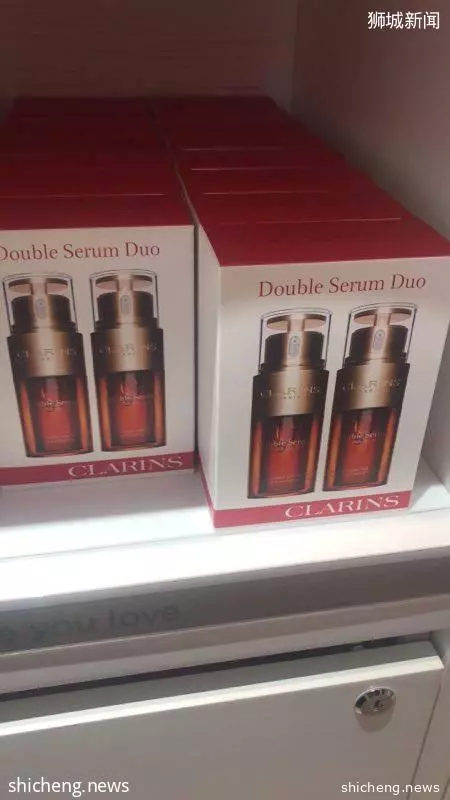 狮城新闻
Double Serum Duo
Double Serum Duo
CLARINS
CLARINS
CLARINS
CLARINS
CLARINS
CLARINS
you love
shicheng.news
shicheng.news